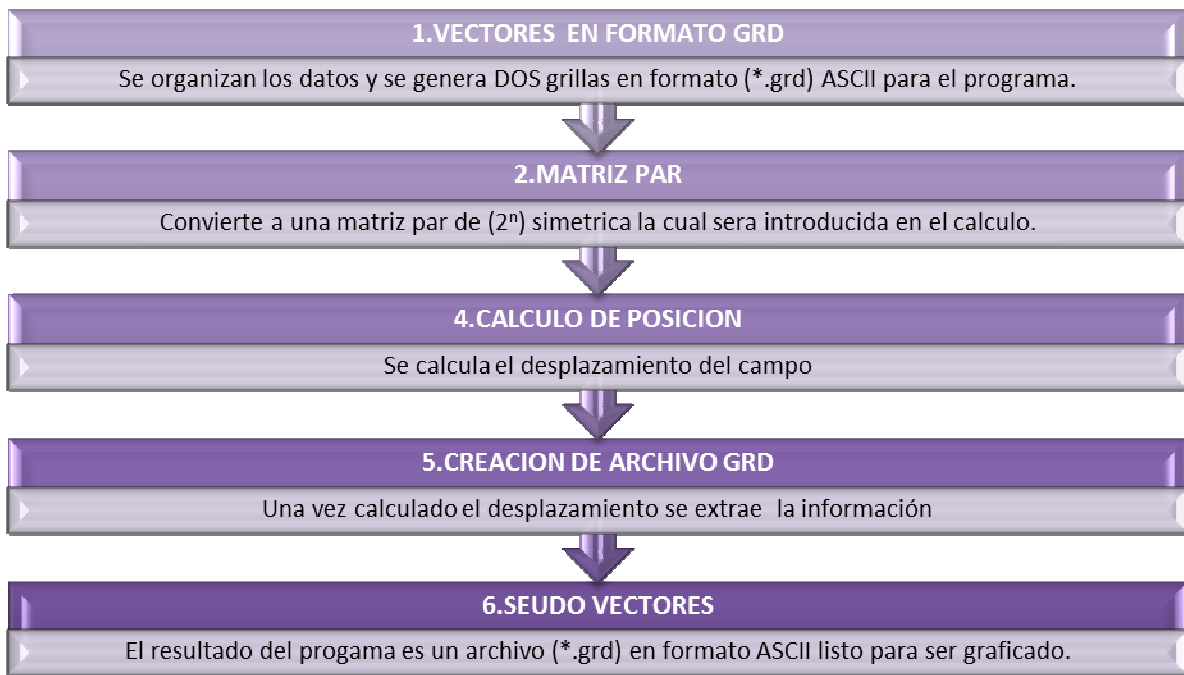 1.VECTORES EN FORMATO GRD
Se organizan los datos y se genera DOS grillas en formato (*.grd) ASCII para el programa.
2.MATRIZ PAR
Convierte a una matriz par de (2ⁿ) simetrica la cual sera introducida en el calculo.
4.CALCULO DE POSICION
Se calcula el desplazamiento del campo
5.CREACION DE ARCHIVO GRD
Una vez calculado el desplazamiento se extrae la información
6.SEUDO VECTORES
El resultado del progama es un archivo (*.grd) en formato ASCII listo para ser graficado.